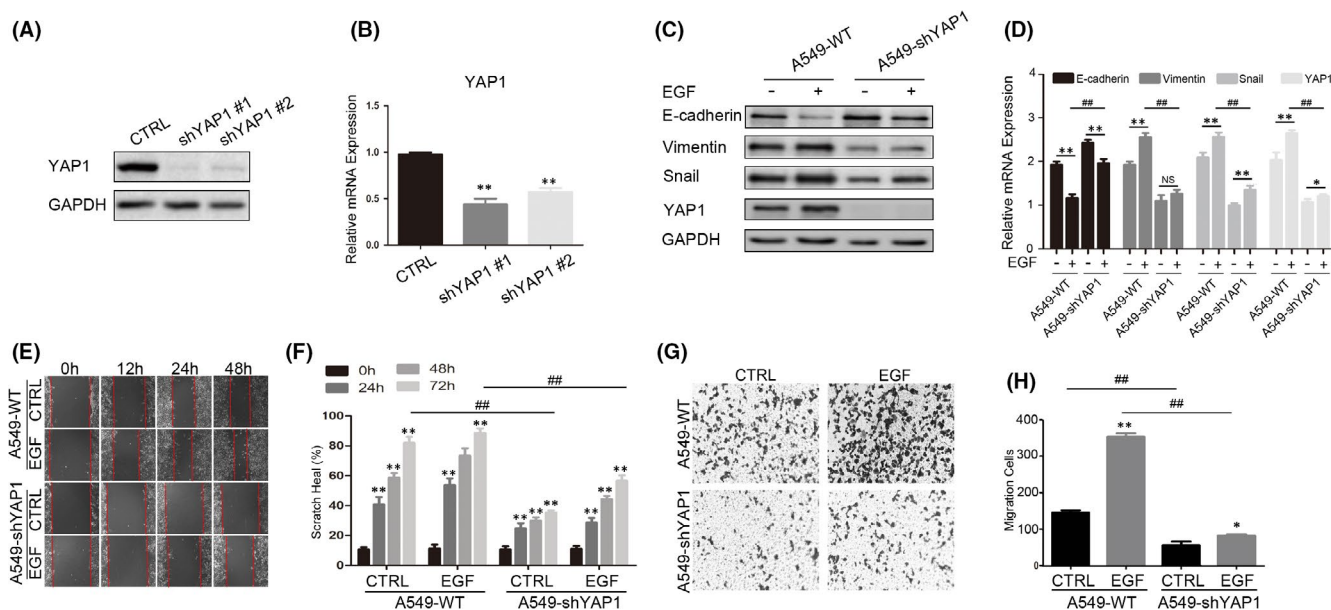 (A)
CTRL
shYAP1 #1
shYAP1 #2
YAP1
GAPDH
(B)
YAP1
Relative mRNA Expression
1.5
1.0
0.5
0.0
**
**
CTRL
shYAP1 #1
shYAP1 #2
(C)
A549-WT
A549-shYAP1
EGF - + - +
E-cadherin
Vimentin
Snail
YAP1
GAPDH
(D)
E-cadherin Vimentin Snail YAP1
Relative mRNA Expression
4
3
2
1
0
## ## ## ##
** ** ** NS ** ** ** *
EGF - + - + - + - + - + - + - + - +
A549-WT
A549-shYAP1
A549-WT
A549-shYAP1
A549-WT
A549-shYAP1
A549-WT
A549-shYAP1
(E)
0h 12h 24h 48h
A549-WT
CTRL
EGF
A549-shYAP1
CTRL
EGF
(F)
0h 48h
24h 72h
Scratch Heal (%)
100
80
60
40
20
0
##
##
** ** **
** **
** ** **
** ** **
CTRL EGF CTRL EGF
A549-WT A549-shYAP1
(G)
CTRL EGF
A549-WT
A549-shYAP1
(H)
Migration Cells
400
300
200
100
0
##
##
**
*
CTRL EGF CTRL EGF
A549-WT A549-shYAP1